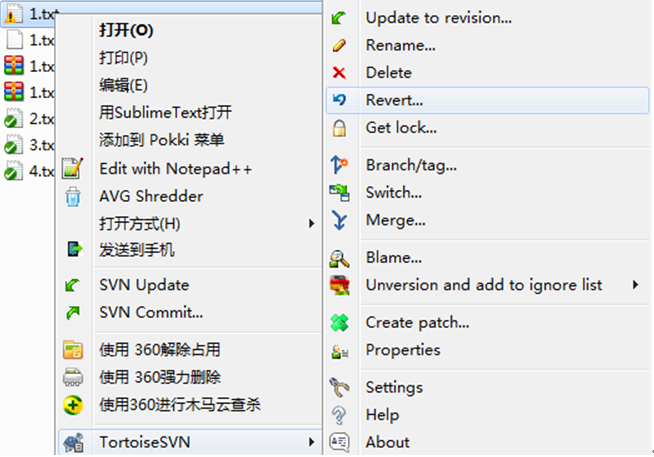 1.txt
1.tx
1.tx
1.tx
2.tx
3.tx
4.tx
打开(O)
打印(P)
编辑(E)
用SublimeText打开
添加到 Pokki 菜单
Edit with Notepad++
AVG Shredder
打开方式(H)
发送到手机
SVN Update
SVN Commit...
使用 360解除占用
使用 360强力删除
使用360进行木马云查杀
TortoiseSVN
Update to revision...
Rename...
Delete
Revert...
Get lock...
Branch/tag...
Switch...
Merge...
Blame...
Unversion and add to ignore list
Create patch...
Properties
Settings
Help
About